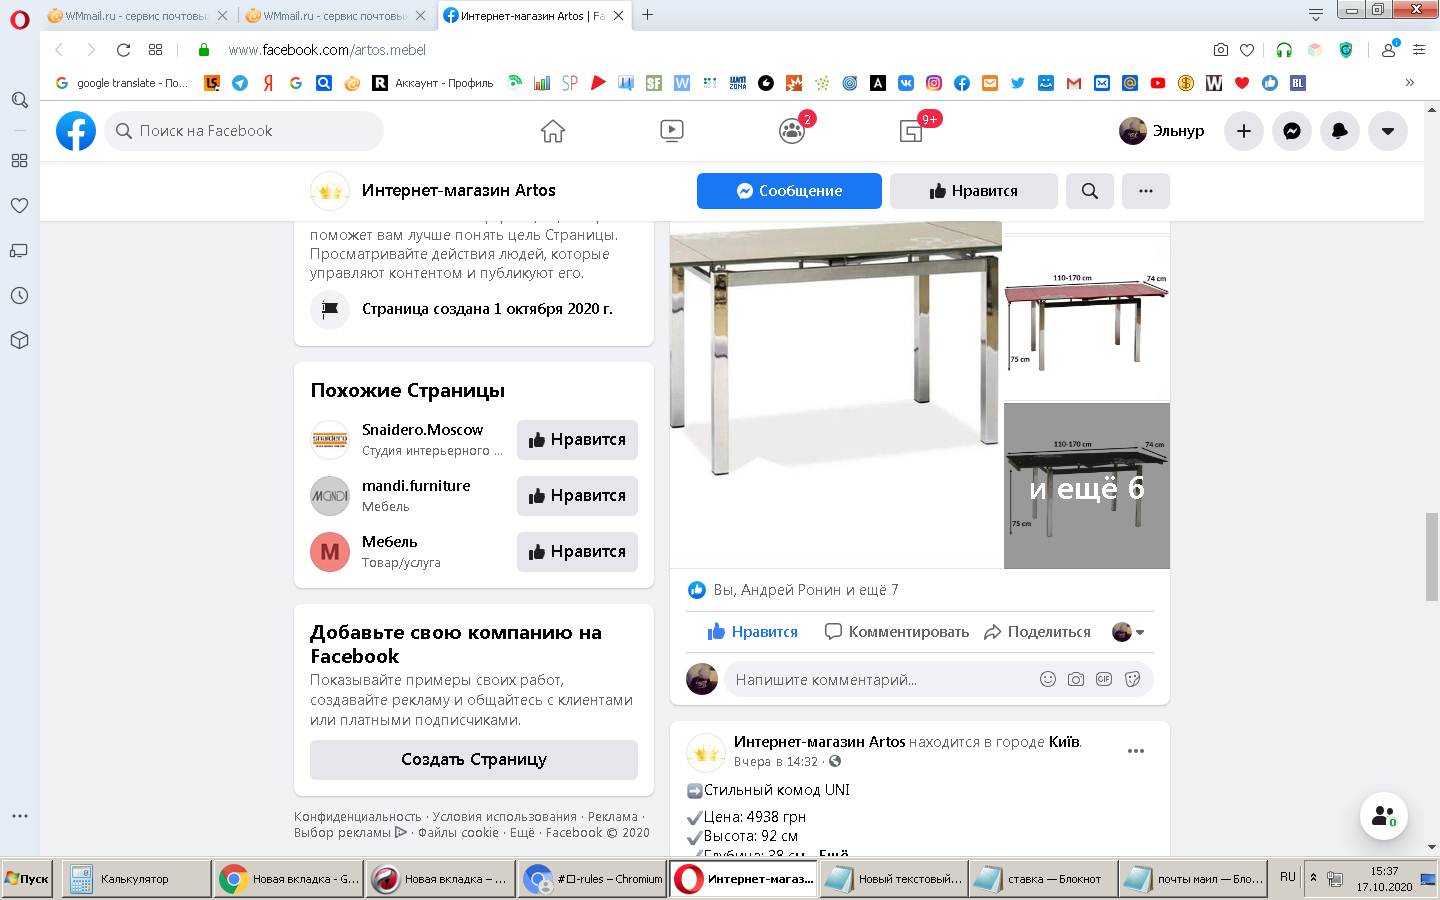 WMmail.ru - сервис почтовы
WMmail.ru - сервис почтовы
Интернет-магазин Artos | Fa
www.facebook.com/artos.mebel
google translate - По...
Аккаунт - Профиль
Поиск на Facebook
2
9+
Эльнур
Интернет-магазин Artos
Сообщение
Нравится
поможет вам лучше понять цель Страницы.
Просматривайте действия людей, которые
управляют контентом и публикуют его.
Страница создана 1 октября 2020 г.
Похожие Страницы
Snaidero.Moscow
Студия интерьерного ...
Нравится
mandi.furniture
Мебель
Нравится
М
Мебель
Товар/услуга
Нравится
Добавьте свою компанию на
Facebook
Показывайте примеры своих работ,
создавайте рекламу и общайтесь с клиентами
или платными подписчиками.
Создать Страницу
Конфиденциальность · Условия использования · Реклама ·
Выбор рекламы · Файлы cookie · Ещё · Facebook © 2020
110-170 cm
74 cm
75 cm
110-170 cm
74 cm
75 cm
и ещё 6
Вы, Андрей Ронин и ещё 7
Нравится
Комментировать
Поделиться
Напишите комментарий...
GIF
Интернет-магазин Artos находится в городе Київ.
Вчера в 14:32 ·
Стильный комод UNI
Цена: 4938 грн
Высота: 92 см
Глубина: 38 см... Ещё
0
Пуск
Калькулятор
Новая вкладка - G...
Новая вкладка – ...
-rules – Chromium
Интернет-магаз...
Новый текстовый...
ставка — Блокнот
почты маил — Бло...
RU
15:37
17.10.2020